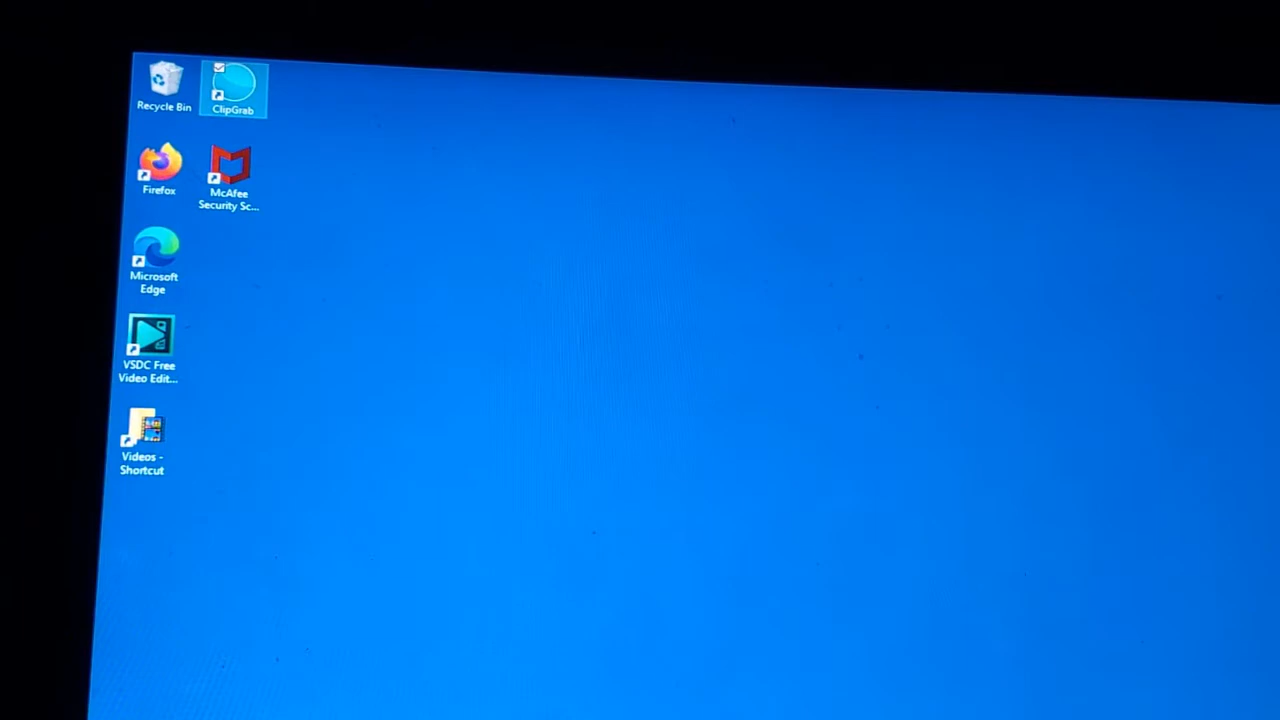 Recycle Bin
ClipGrab
Firefox
McAfee
Security Sc...
Microsoft
Edge
VSDC Free
Video Edit...
Videos -
Shortcut